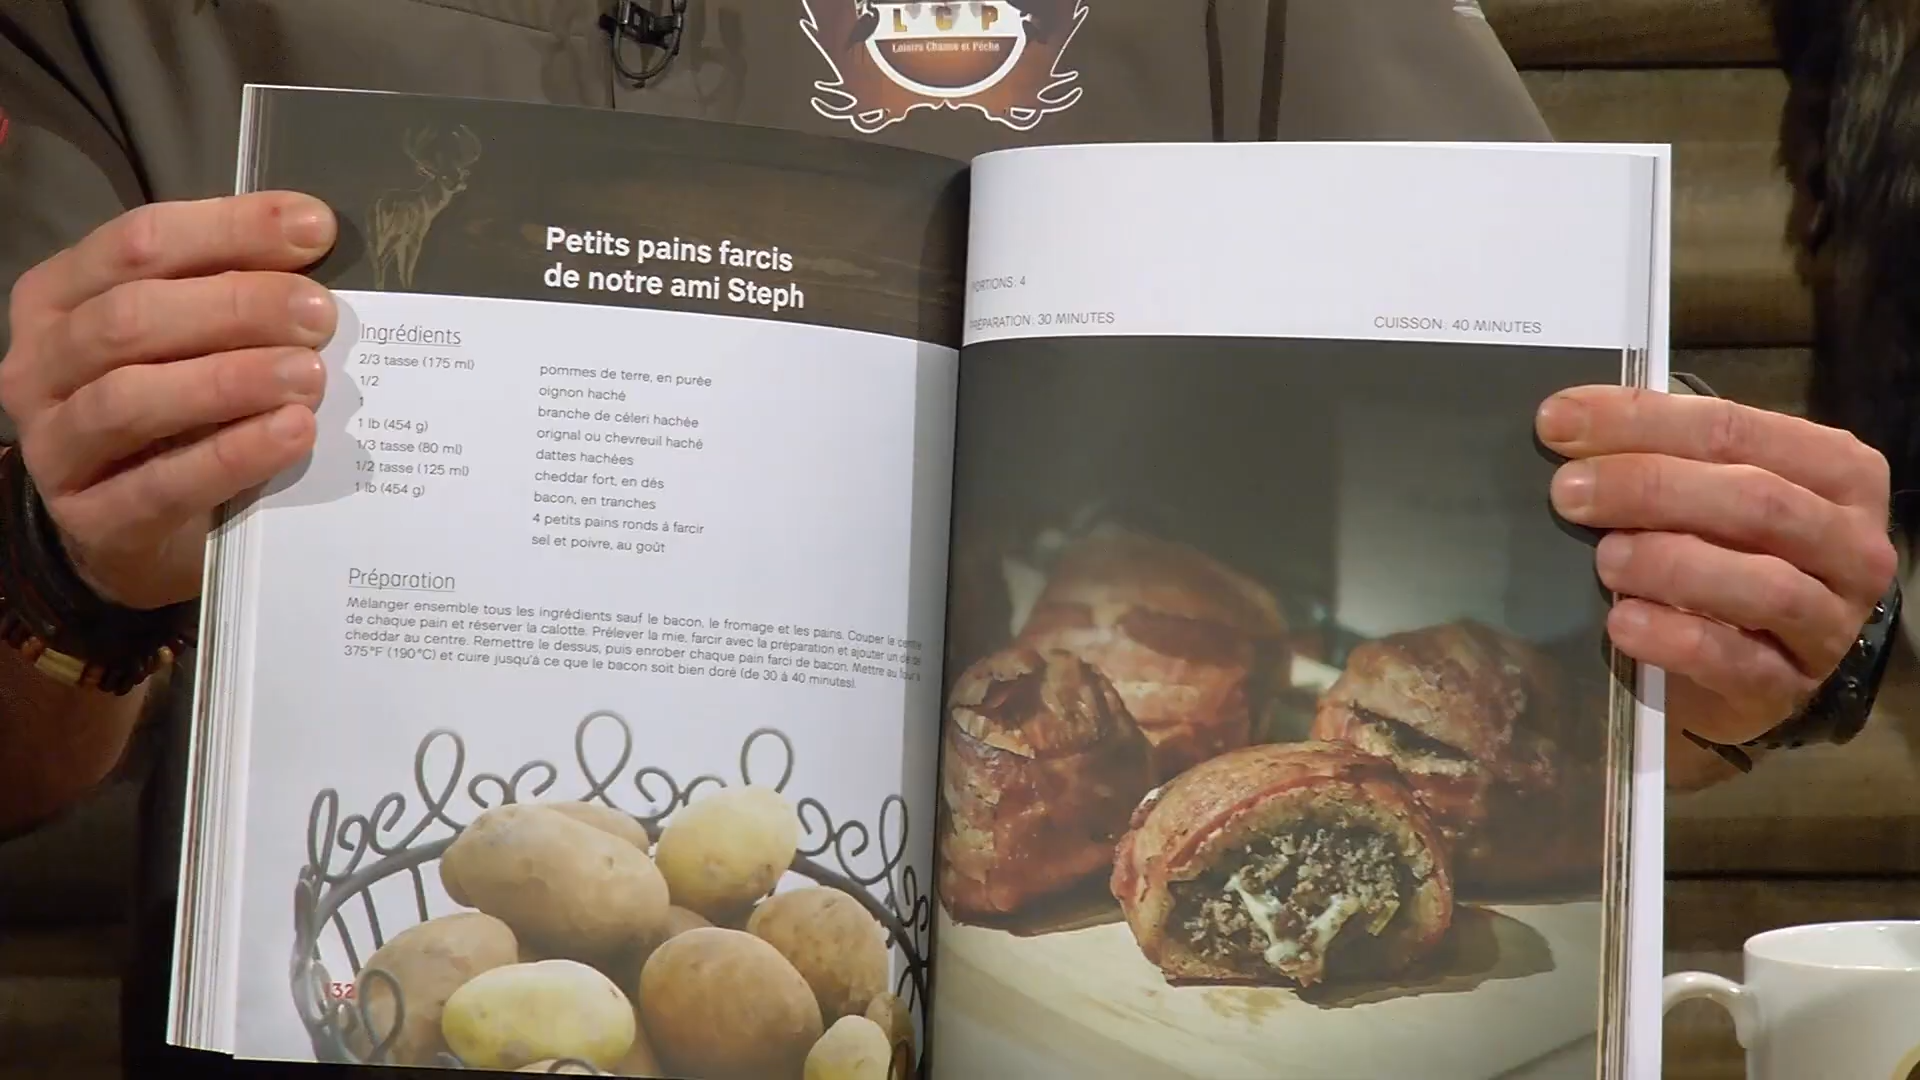 L C P
Loisirs Chasse et Pêche
Petits pains farcis
de notre ami Steph
Ingrédients
2/3 tasse (175 ml) pommes de terre, en purée
1/2 oignon haché
1 branche de céleri hachée
1 lb (454 g) orignal ou chevreuil haché
1/3 tasse (80 ml) dattes hachées
1/2 tasse (125 ml) cheddar fort, en dés
1 lb (454 g) bacon, en tranches
4 petits pains ronds à farcir
sel et poivre, au goût
Préparation
Mélanger ensemble tous les ingrédients sauf le bacon, le fromage et les pains. Couper le centre
de chaque pain et réserver la calotte. Prélever la mie, farcir avec la préparation et ajouter un dé de
cheddar au centre. Remettre le dessus, puis enrober chaque pain farci de bacon. Mettre au four à
375°F (190°C) et cuire jusqu'à ce que le bacon soit bien doré (de 30 à 40 minutes).
32
PORTIONS: 4
PRÉPARATION: 30 MINUTES
CUISSON: 40 MINUTES